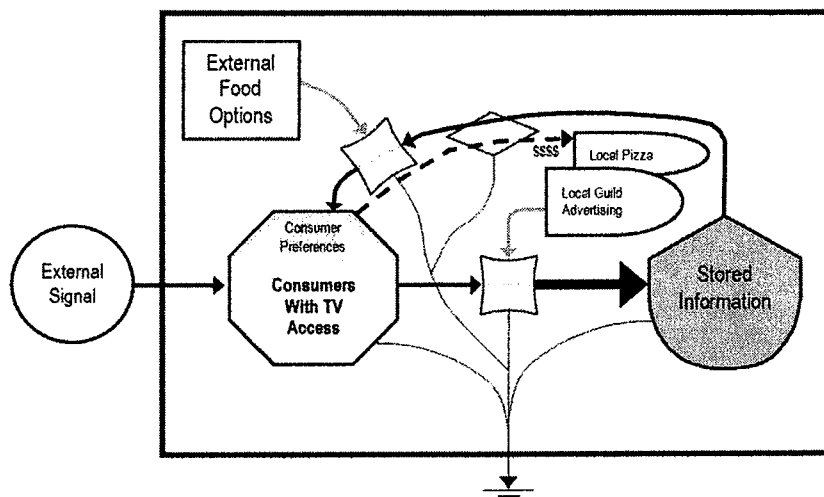 External
Food
Options
$$$$
Local Pizza
Local Guild
Advertising
Consumer
Preferences
Consumers
With TV
Access
External
Signal
Stored
Information